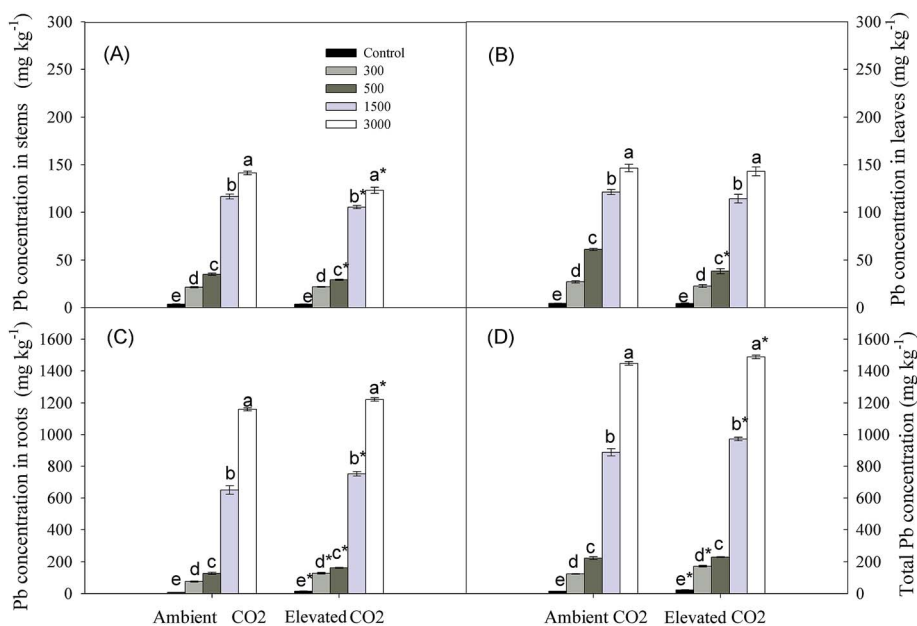 300 (A) Control (B) 300
250 300 250
500
200 1500 200
3000
150 a a a 150
b a* b b
100 b* 100
50 c c c* 50
d d c* d d
0 e e e e 0
Pb concentration in stems (mg kg-1)
Pb concentration in leaves (mg kg-1)
1600 (C) (D) 1600
1400 a a* 1400
1200 a a* 1200
1000 b b* 1000
800 b b* 800
600 600
400 400
200 e d c e* d* c* e d c e* d* c 200
0 0
Pb concentration in roots (mg kg-1)
Total Pb concentration (mg kg-1)
Ambient CO2 Elevated CO2 Ambient CO2 Elevated CO2